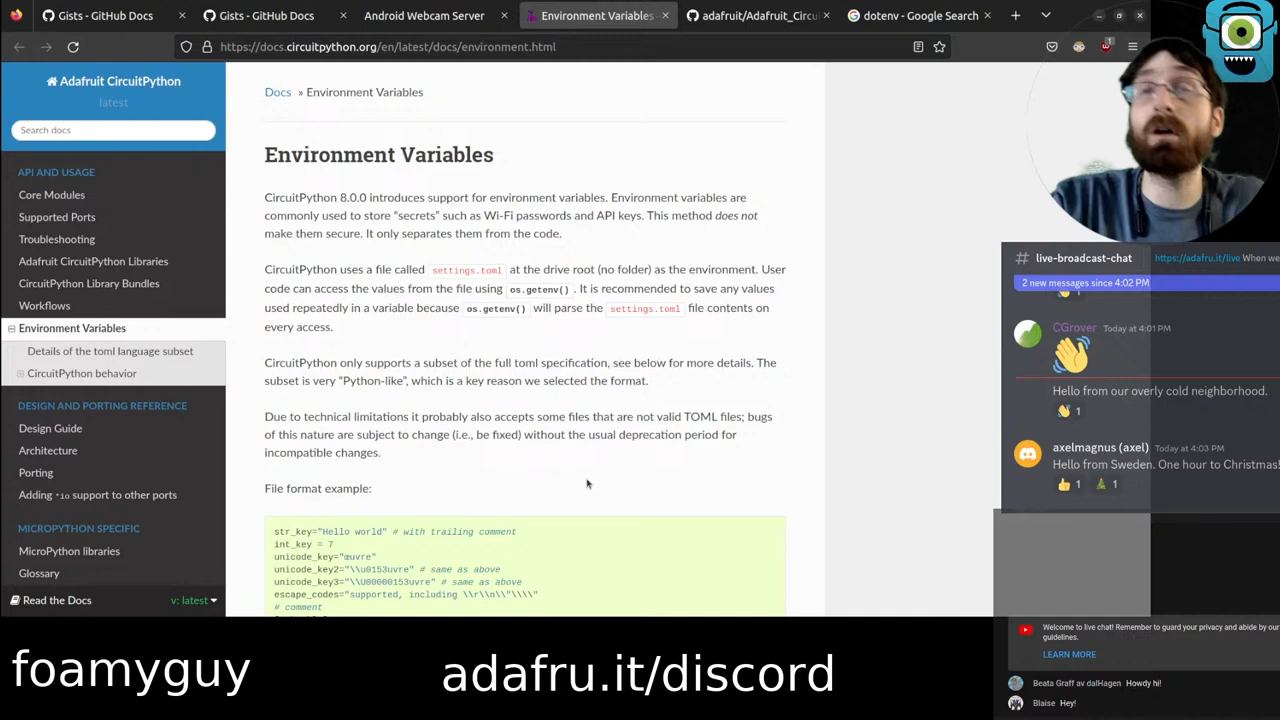 Gists - GitHub Docs
Gists - GitHub Docs
Android Webcam Server
Environment Variables
adafruit/Adafruit_Circu
dotenv - Google Search
https://docs.circuitpython.org/en/latest/docs/environment.html
1
Adafruit CircuitPython
latest
Search docs
API AND USAGE
Core Modules
Supported Ports
Troubleshooting
Adafruit CircuitPython Libraries
CircuitPython Library Bundles
Workflows
Environment Variables
Details of the toml language subset
CircuitPython behavior
DESIGN AND PORTING REFERENCE
Design Guide
Architecture
Porting
Adding *io support to other ports
MICROPYTHON SPECIFIC
MicroPython libraries
Glossary
Read the Docs
v: latest
Docs » Environment Variables
Environment Variables
CircuitPython 8.0.0 introduces support for environment variables. Environment variables are
commonly used to store “secrets” such as Wi-Fi passwords and API keys. This method does not
make them secure. It only separates them from the code.
CircuitPython uses a file called settings.toml at the drive root (no folder) as the environment. User
code can access the values from the file using os.getenv() . It is recommended to save any values
used repeatedly in a variable because os.getenv() will parse the settings.toml file contents on
every access.
CircuitPython only supports a subset of the full toml specification, see below for more details. The
subset is very “Python-like”, which is a key reason we selected the format.
Due to technical limitations it probably also accepts some files that are not valid TOML files; bugs
of this nature are subject to change (i.e., be fixed) without the usual deprecation period for
incompatible changes.
File format example:
str_key="Hello world" # with trailing comment
int_key = 7
unicode_key="œuvre"
unicode_key2="\\u0153uvre" # same as above
unicode_key3="\\U00000153uvre" # same as above
escape_codes="supported, including \\r\\n\\"\\\\"
# comment
# live-broadcast-chat https://adafru.it/live When we
2 new messages since 4:02 PM
CGrover Today at 4:01 PM
Hello from our overly cold neighborhood.
1
axelmagnus (axel) Today at 4:03 PM
Hello from Sweden. One hour to Christmas!
1 1
Welcome to live chat! Remember to guard your privacy and abide by our
guidelines.
LEARN MORE
Beata Graff av dalHagen Howdy hi!
Blaise Hey!
foamyguy
adafru.it/discord